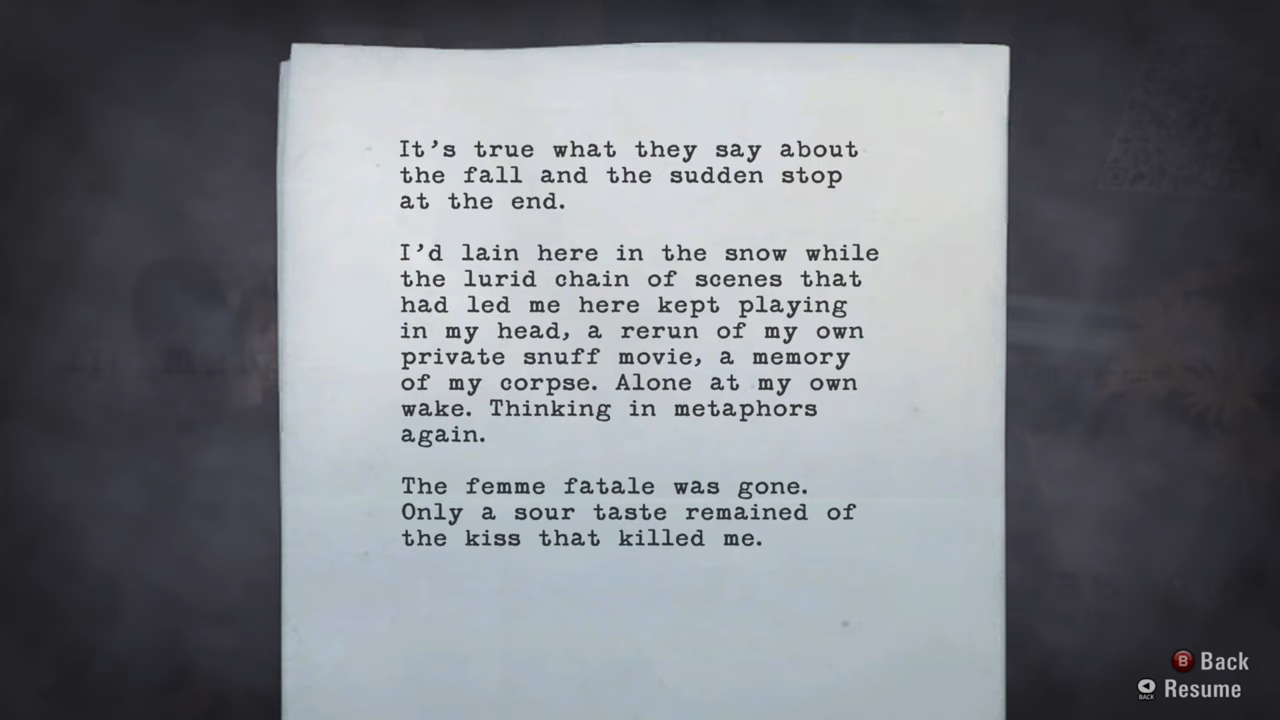 It's true what they say about
the fall and the sudden stop
at the end.
I'd lain here in the snow while
the lurid chain of scenes that
had led me here kept playing
in my head, a rerun of my own
private snuff movie, a memory
of my corpse. Alone at my own
wake. Thinking in metaphors
again.
The femme fatale was gone.
Only a sour taste remained of
the kiss that killed me.
B Back
BACK Resume